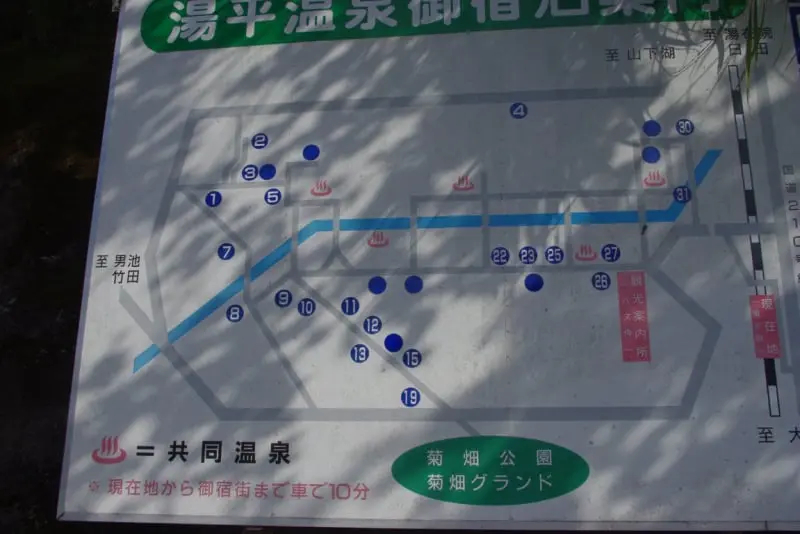 湯平温泉御宿泊案内
至 湯布院
日田
至 山下湖
4
2
30
3
5
1
31
7
22
23
25
27
26
8
9
10
11
12
13
15
19
至 男池
竹田
国道210号
観光案内所
現在地
至 大
♨ = 共同温泉
※ 現在地から御宿街まで車で10分
菊畑公園
菊畑グランド